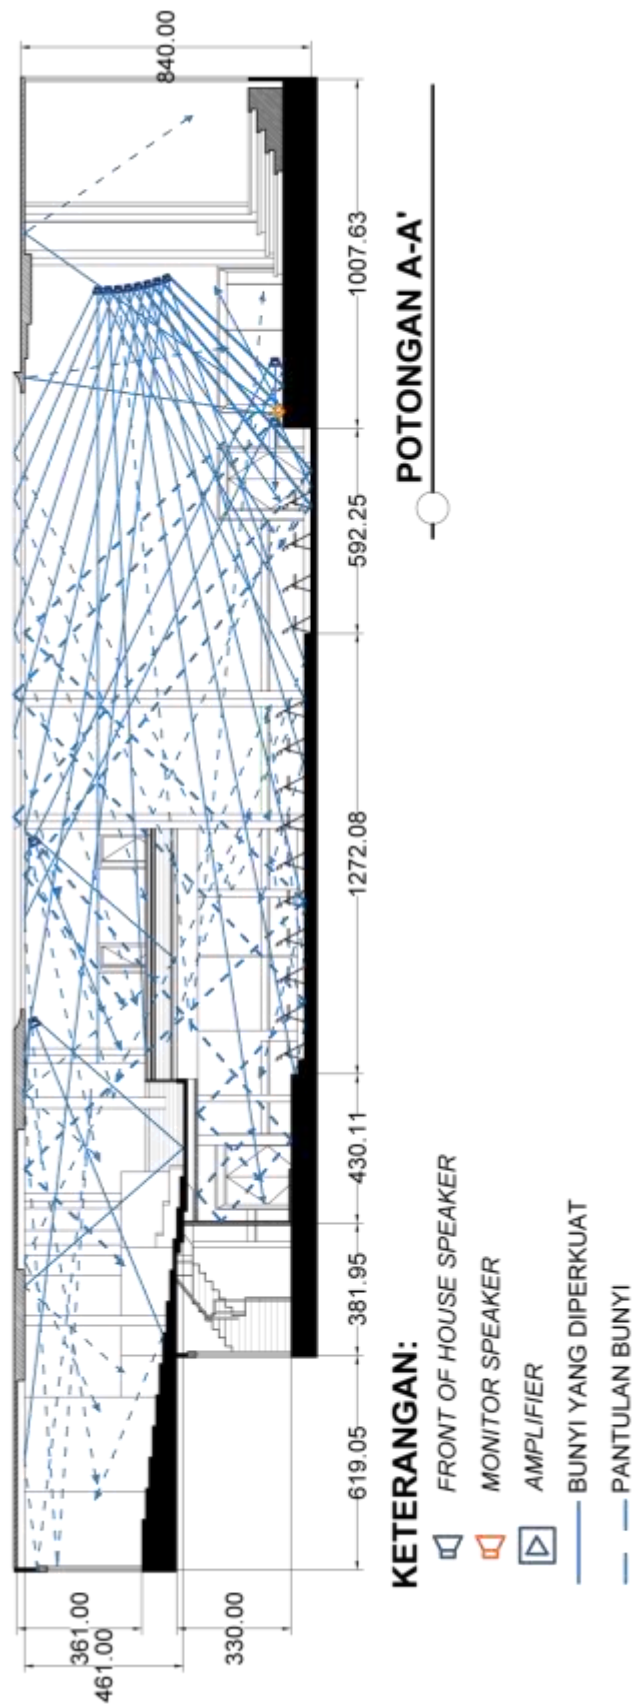 361.00
461.00
330.00
840.00
619.05
381.95
430.11
1272.08
592.25
1007.63
KETERANGAN:
FRONT OF HOUSE SPEAKER
MONITOR SPEAKER
AMPLIFIER
BUNYI YANG DIPERKUAT
PANTULAN BUNYI
POTONGAN A-A'